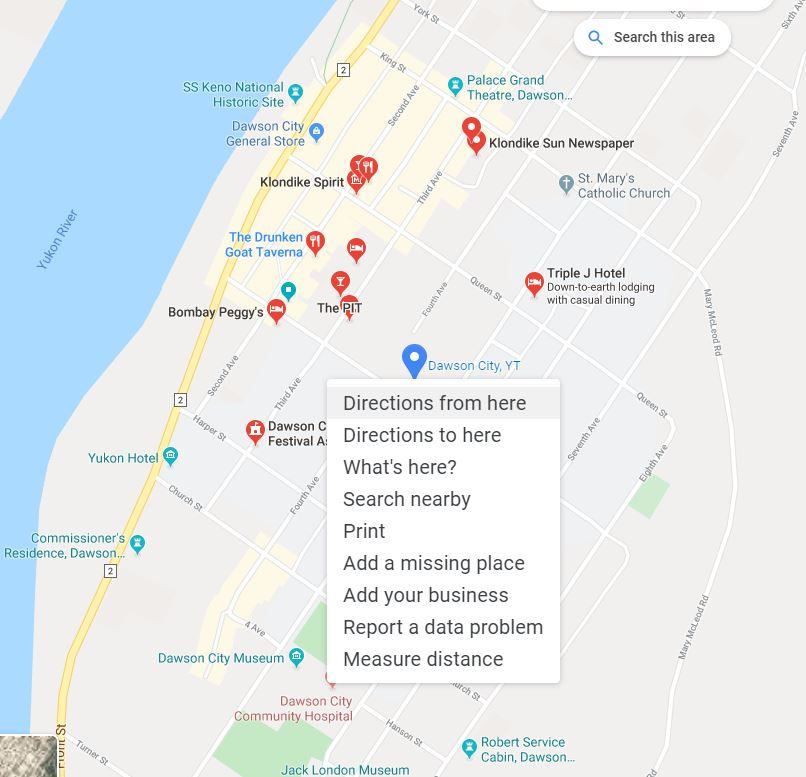 York St
Sixth Ave
Search this area
2
King St
SS Keno National
Historic Site
Palace Grand
Theatre, Dawson...
Second Ave
Seventh Ave
Dawson City
General Store
Klondike Sun Newspaper
Klondike Spirit
Third Ave
St. Mary's
Catholic Church
Yukon River
The Drunken
Goat Taverna
Triple J Hotel
Down-to-earth lodging
with casual dining
Queen St
Fourth Ave
Mary McLeod Rd
Bombay Peggy's
The PIT
Dawson City, YT
Second Ave
Third Ave
2
Directions from here
Queen St
Harper St
Dawson C
Festival As
Directions to here
Seventh Ave
Yukon Hotel
What's here?
Eighth Ave
Fourth Ave
Church St
Search nearby
Print
Commissioner's
Residence, Dawson...
Add a missing place
2
Add your business
4 Ave
Report a data problem
Mary McLeod Rd
Dawson City Museum
Measure distance
Dawson City
Community Hospital
Church St
Hanson St
Front St
Turner St
Robert Service
Cabin, Dawson...
Jack London Museum